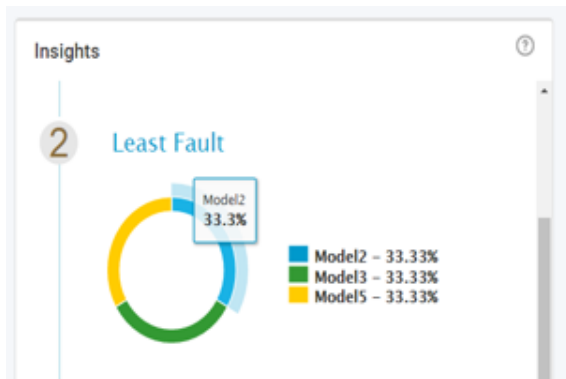 Insights
?
2
Least Fault
Model2
33.3%
Model2 – 33.33%
Model3 – 33.33%
Model5 – 33.33%